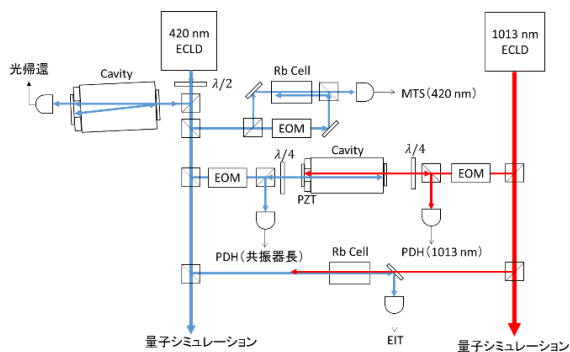 420 nm
ECLD
1013 nm
ECLD
光帰還
Cavity
λ/2
Rb Cell
MTS(420 nm)
EOM
λ/4
Cavity
λ/4
EOM
EOM
PZT
PDH(共振器長)
PDH(1013 nm)
Rb Cell
EIT
量子シミュレーション
量子シミュレーション